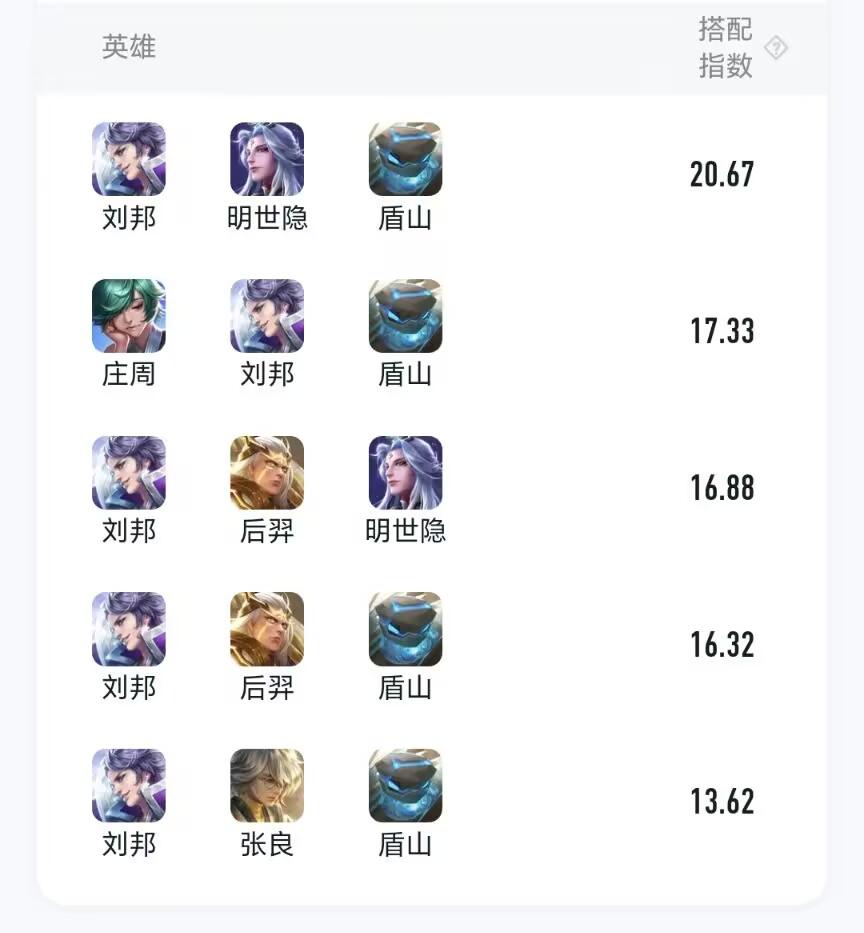 英雄
搭配
指数
刘邦 明世隐 盾山 20.67
庄周 刘邦 盾山 17.33
刘邦 后羿 明世隐 16.88
刘邦 后羿 盾山 16.32
刘邦 张良 盾山 13.62